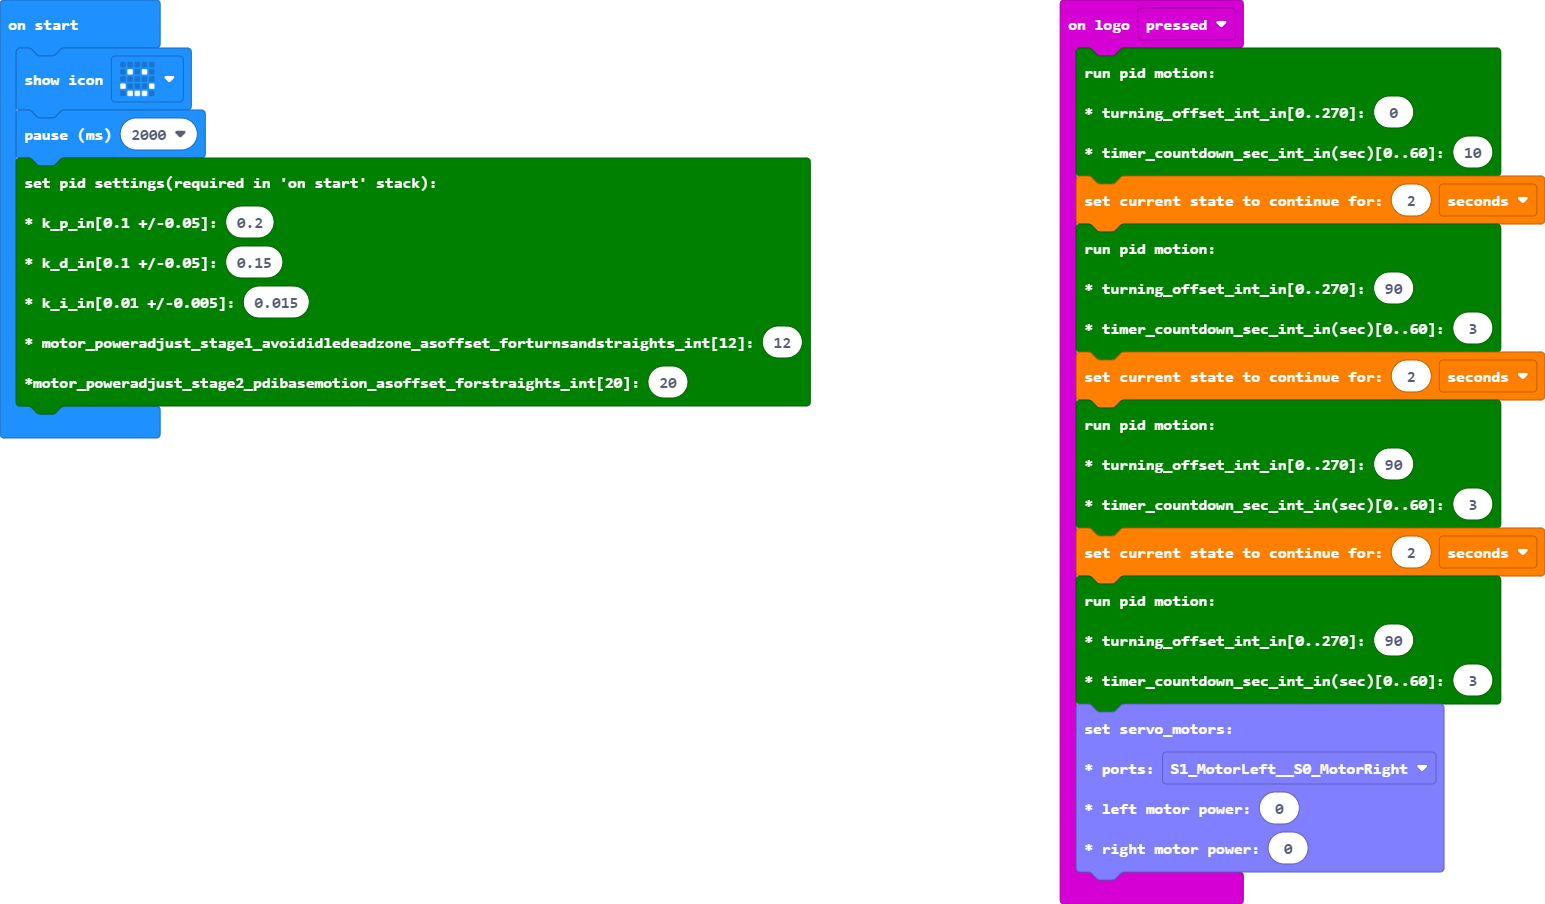 on start
show icon
pause (ms) 2000
set pid settings(required in 'on start' stack):
* k_p_in[0.1 +/-0.05]: 0.2
* k_d_in[0.1 +/-0.05]: 0.15
* k_i_in[0.01 +/-0.005]: 0.015
* motor_poweradjust_stage1_avoididledeadzone_asoffset_forturnsandstraights_int[12]: 12
*motor_poweradjust_stage2_pdibasemotion_asoffset_forstraights_int[20]: 20
on logo pressed
run pid motion:
* turning_offset_int_in[0..270]: 0
* timer_countdown_sec_int_in(sec)[0..60]: 10
set current state to continue for: 2 seconds
run pid motion:
* turning_offset_int_in[0..270]: 90
* timer_countdown_sec_int_in(sec)[0..60]: 3
set current state to continue for: 2 seconds
run pid motion:
* turning_offset_int_in[0..270]: 90
* timer_countdown_sec_int_in(sec)[0..60]: 3
set current state to continue for: 2 seconds
run pid motion:
* turning_offset_int_in[0..270]: 90
* timer_countdown_sec_int_in(sec)[0..60]: 3
set servo_motors:
* ports: S1_MotorLeft__S0_MotorRight
* left motor power: 0
* right motor power: 0